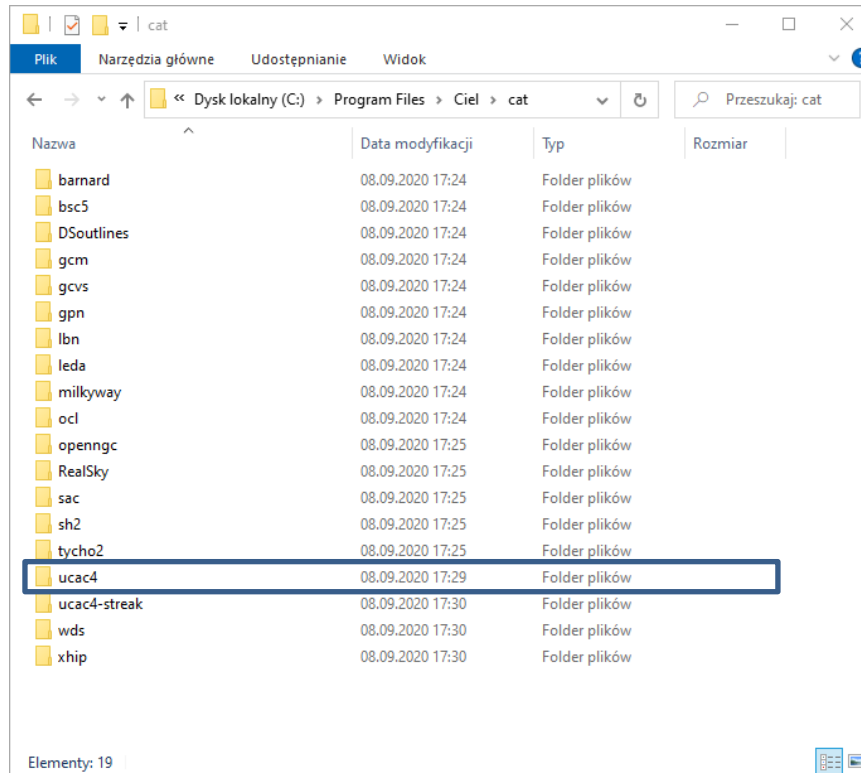 cat
Plik Narzędzia główne Udostępnianie Widok
« Dysk lokalny (C:) > Program Files > Ciel > cat Przeszukaj: cat
Nazwa Data modyfikacji Typ Rozmiar
barnard 08.09.2020 17:24 Folder plików
bsc5 08.09.2020 17:24 Folder plików
DSoutlines 08.09.2020 17:24 Folder plików
gcm 08.09.2020 17:24 Folder plików
gcvs 08.09.2020 17:24 Folder plików
gpn 08.09.2020 17:24 Folder plików
lbn 08.09.2020 17:24 Folder plików
leda 08.09.2020 17:24 Folder plików
milkyway 08.09.2020 17:24 Folder plików
ocl 08.09.2020 17:24 Folder plików
openngc 08.09.2020 17:25 Folder plików
RealSky 08.09.2020 17:25 Folder plików
sac 08.09.2020 17:25 Folder plików
sh2 08.09.2020 17:25 Folder plików
tycho2 08.09.2020 17:25 Folder plików
ucac4 08.09.2020 17:29 Folder plików
ucac4-streak 08.09.2020 17:30 Folder plików
wds 08.09.2020 17:30 Folder plików
xhip 08.09.2020 17:30 Folder plików
Elementy: 19